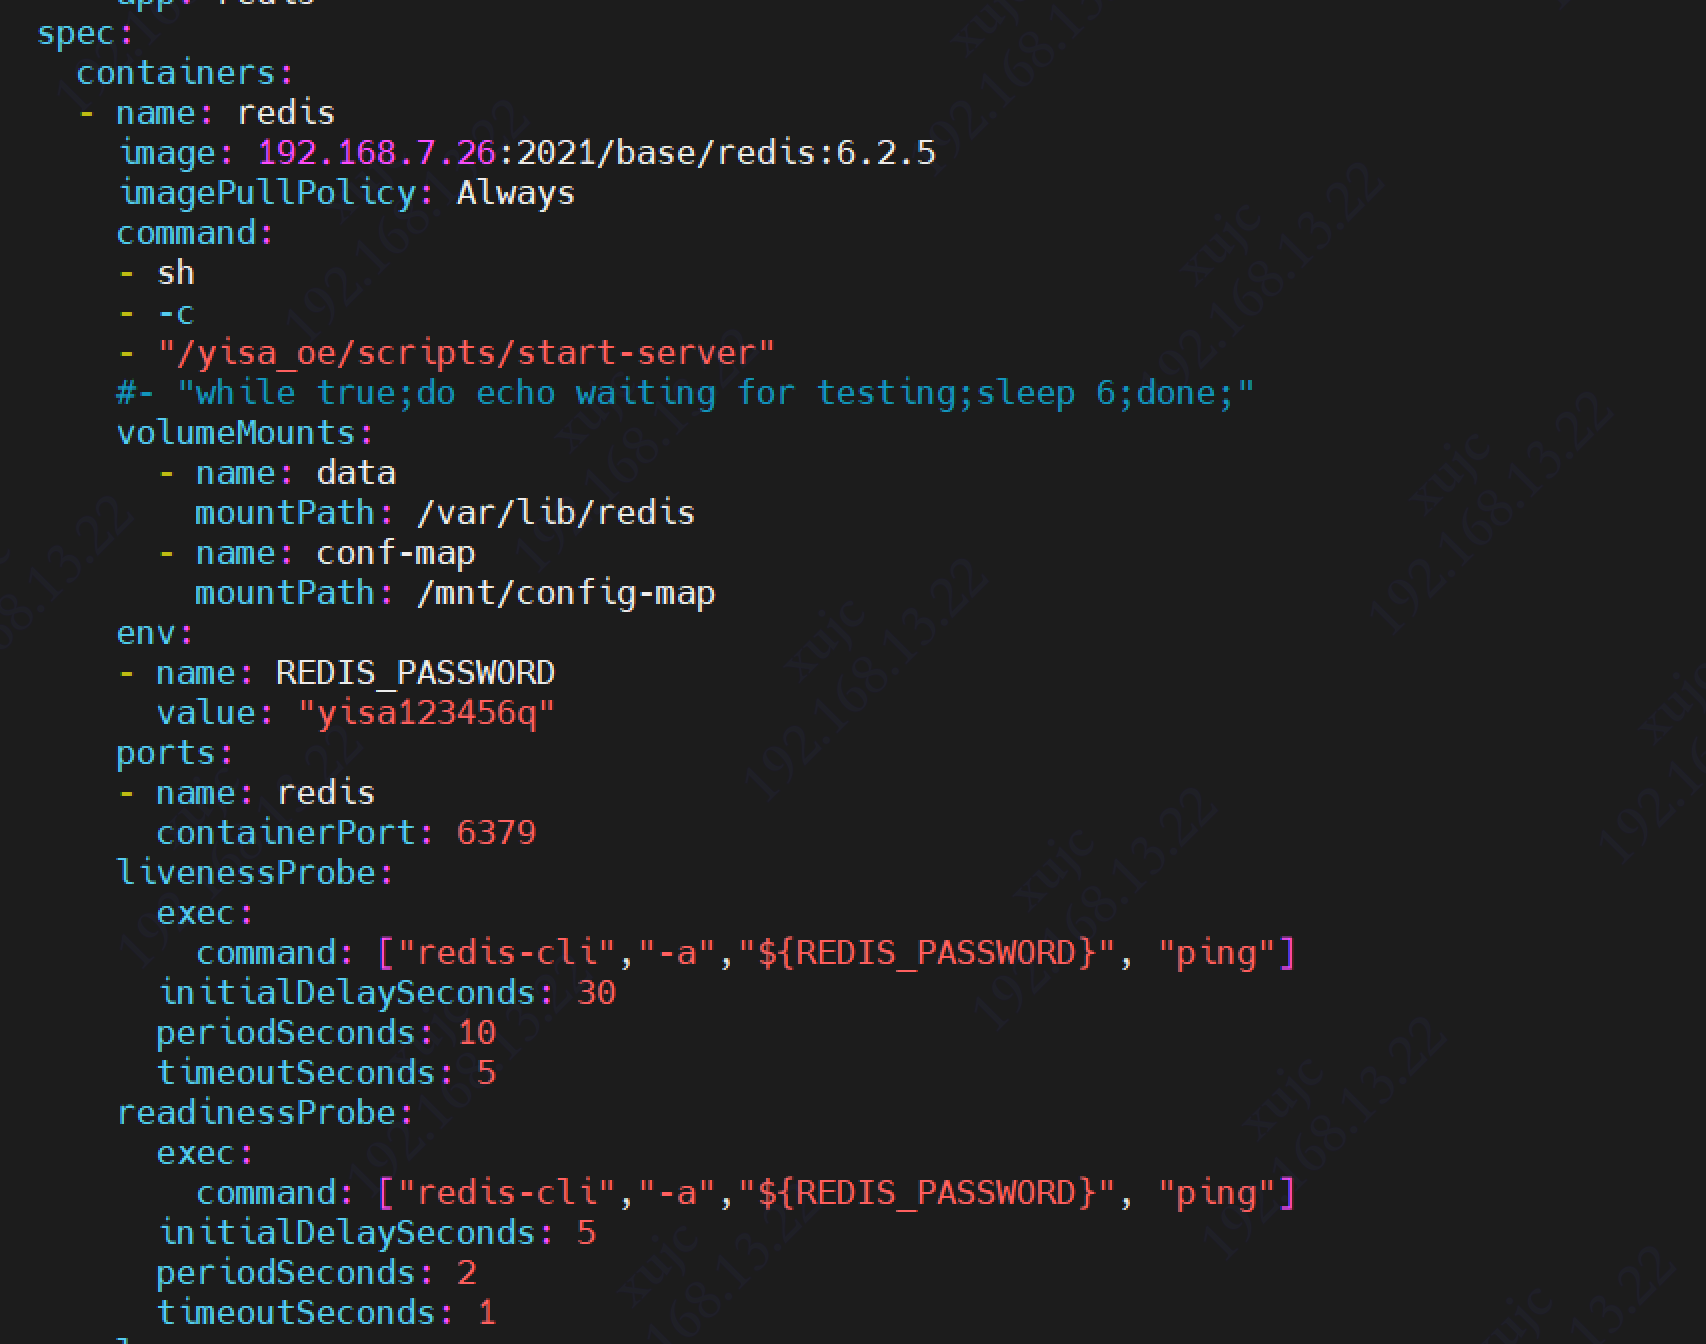 app: redis
spec:
  containers:
  - name: redis
    image: 192.168.7.26:2021/base/redis:6.2.5
    imagePullPolicy: Always
    command:
    - sh
    - -c
    - "/yisa_oe/scripts/start-server"
    #- "while true;do echo waiting for testing;sleep 6;done;"
    volumeMounts:
      - name: data
        mountPath: /var/lib/redis
      - name: conf-map
        mountPath: /mnt/config-map
    env:
    - name: REDIS_PASSWORD
      value: "yisa123456q"
    ports:
    - name: redis
      containerPort: 6379
    livenessProbe:
      exec:
        command: ["redis-cli","-a","${REDIS_PASSWORD}", "ping"]
      initialDelaySeconds: 30
      periodSeconds: 10
      timeoutSeconds: 5
    readinessProbe:
      exec:
        command: ["redis-cli","-a","${REDIS_PASSWORD}", "ping"]
      initialDelaySeconds: 5
      periodSeconds: 2
      timeoutSeconds: 1
xujc
192.168.13.22